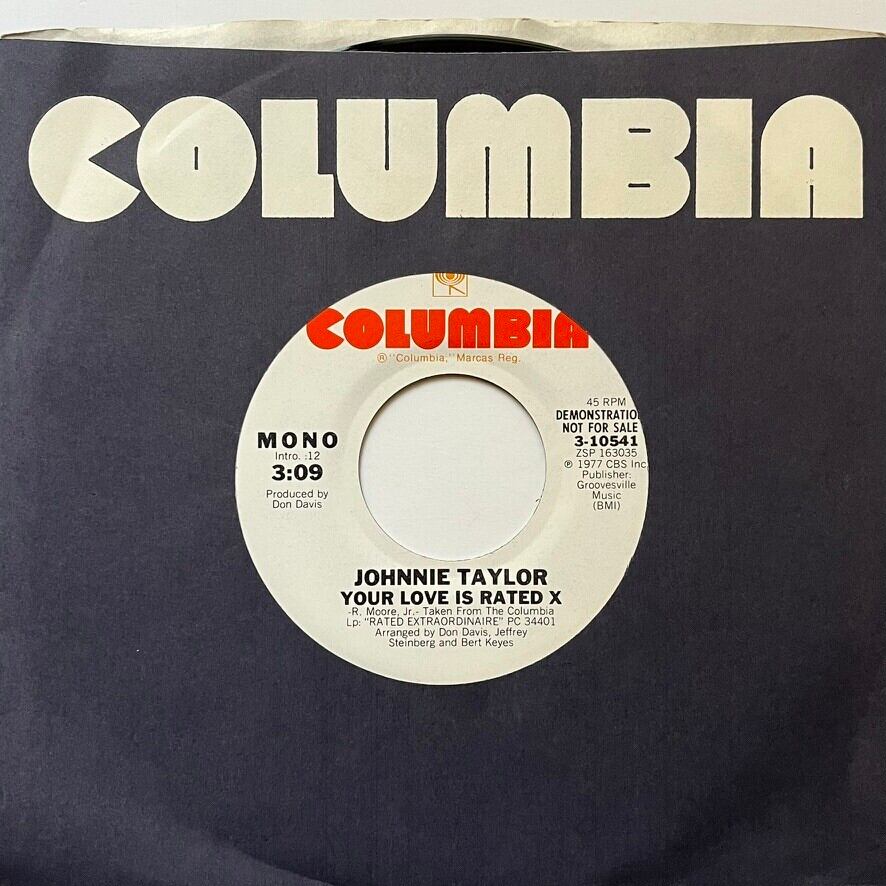 COLUMBIA
COLUMBIA
® "Columbia," Marcas Reg.
MONO
Intro. :12
3:09
Produced by
Don Davis
45 RPM
DEMONSTRATIO
NOT FOR SALE
3-10541
ZSP 163035
℗ 1977 CBS Inc.
Publisher:
Groovesville
Music
(BMI)
JOHNNIE TAYLOR
YOUR LOVE IS RATED X
-R. Moore, Jr.- Taken From The Columbia
Lp: "RATED EXTRAORDINAIRE" PC 34401
Arranged by Don Davis, Jeffrey
Steinberg and Bert Keyes